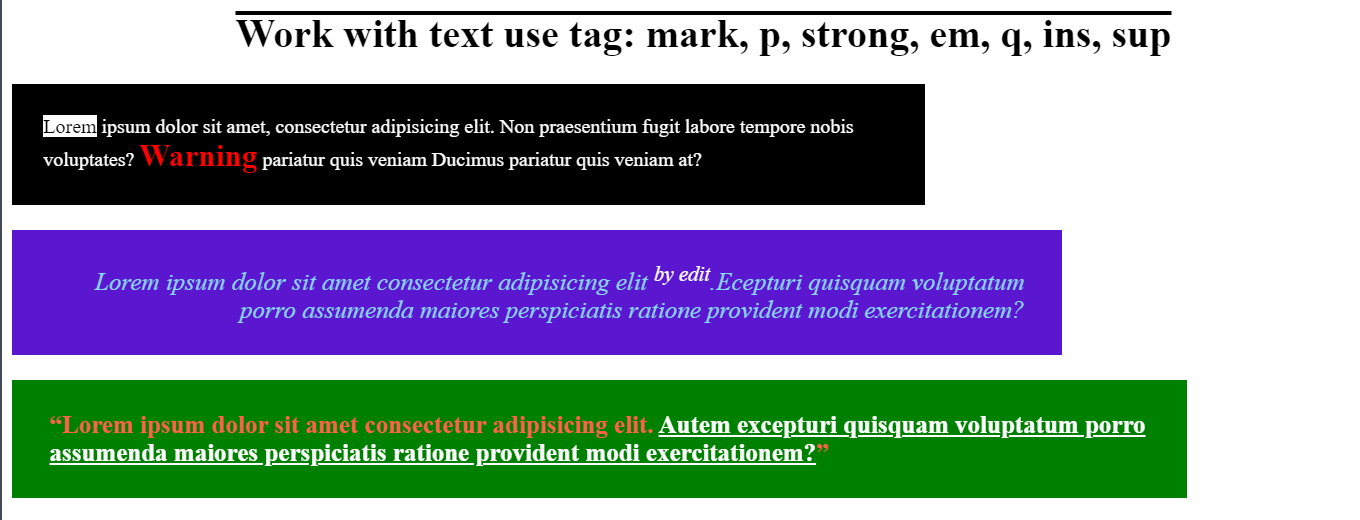 Work with text use tag: mark, p, strong, em, q, ins, sup
Lorem ipsum dolor sit amet, consectetur adipisicing elit. Non praesentium fugit labore tempore nobis
voluptates? Warning pariatur quis veniam Ducimus pariatur quis veniam at?
Lorem ipsum dolor sit amet consectetur adipisicing elit by edit.Ecepturi quisquam voluptatum
porro assumenda maiores perspiciatis ratione provident modi exercitationem?
“Lorem ipsum dolor sit amet consectetur adipisicing elit. Autem excepturi quisquam voluptatum porro
assumenda maiores perspiciatis ratione provident modi exercitationem?”